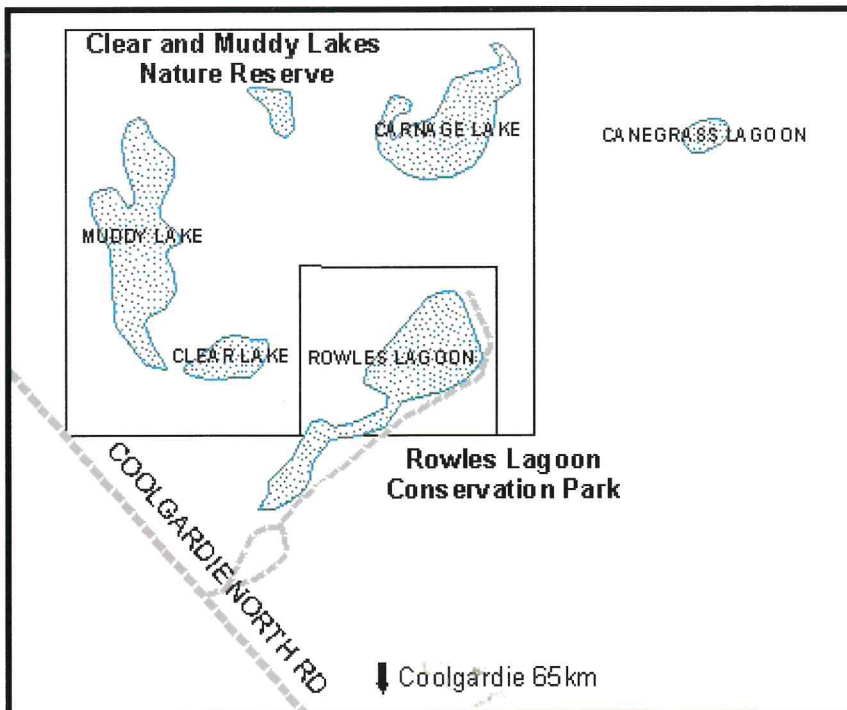 Clear and Muddy Lakes
Nature Reserve
CARNAGE LAKE
CANEGRASS LAGOON
MUDDY LAKE
CLEAR LAKE
ROWLES LAGOON
Rowles Lagoon
Conservation Park
COOLGARDIE NORTH RD
Coolgardie 65km